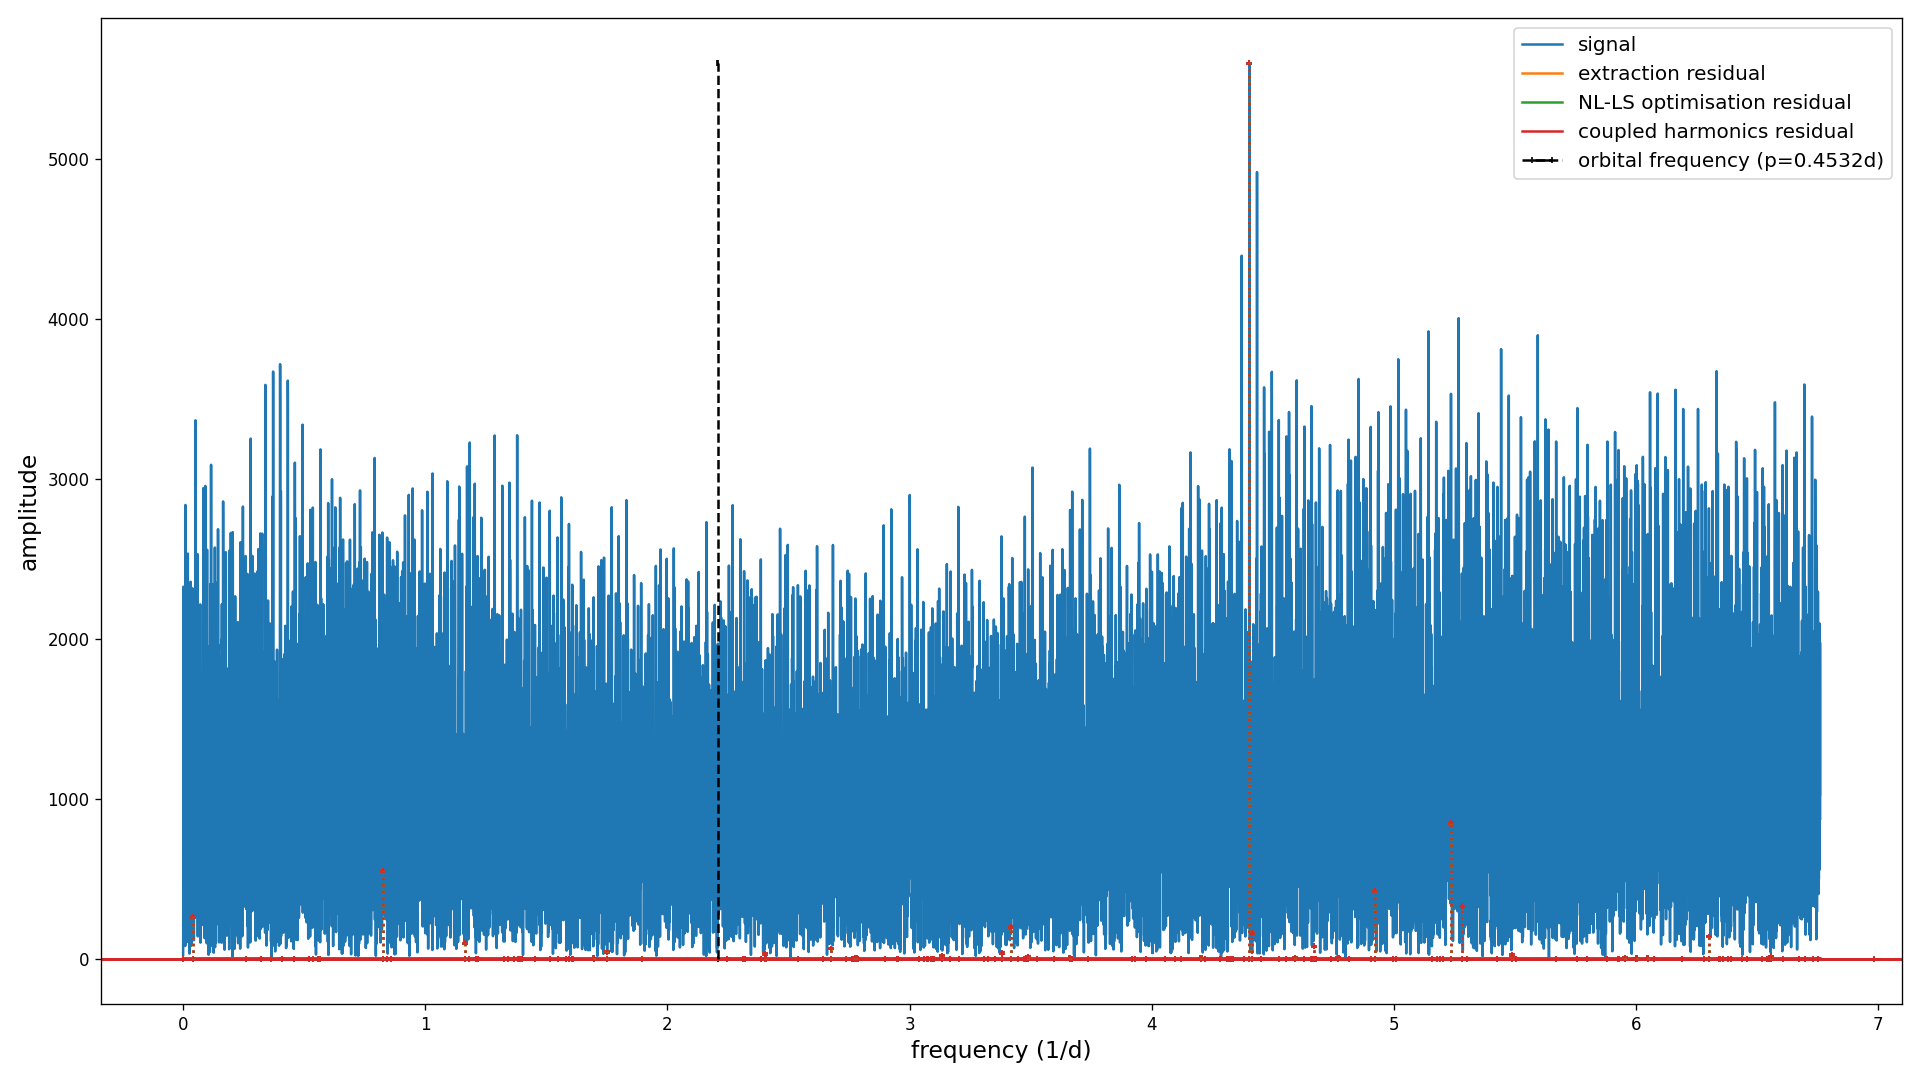 signal
extraction residual
NL-LS optimisation residual
coupled harmonics residual
orbital frequency (p=0.4532d)
amplitude
5000
4000
3000
2000
1000
0
0 1 2 3 4 5 6 7
frequency (1/d)